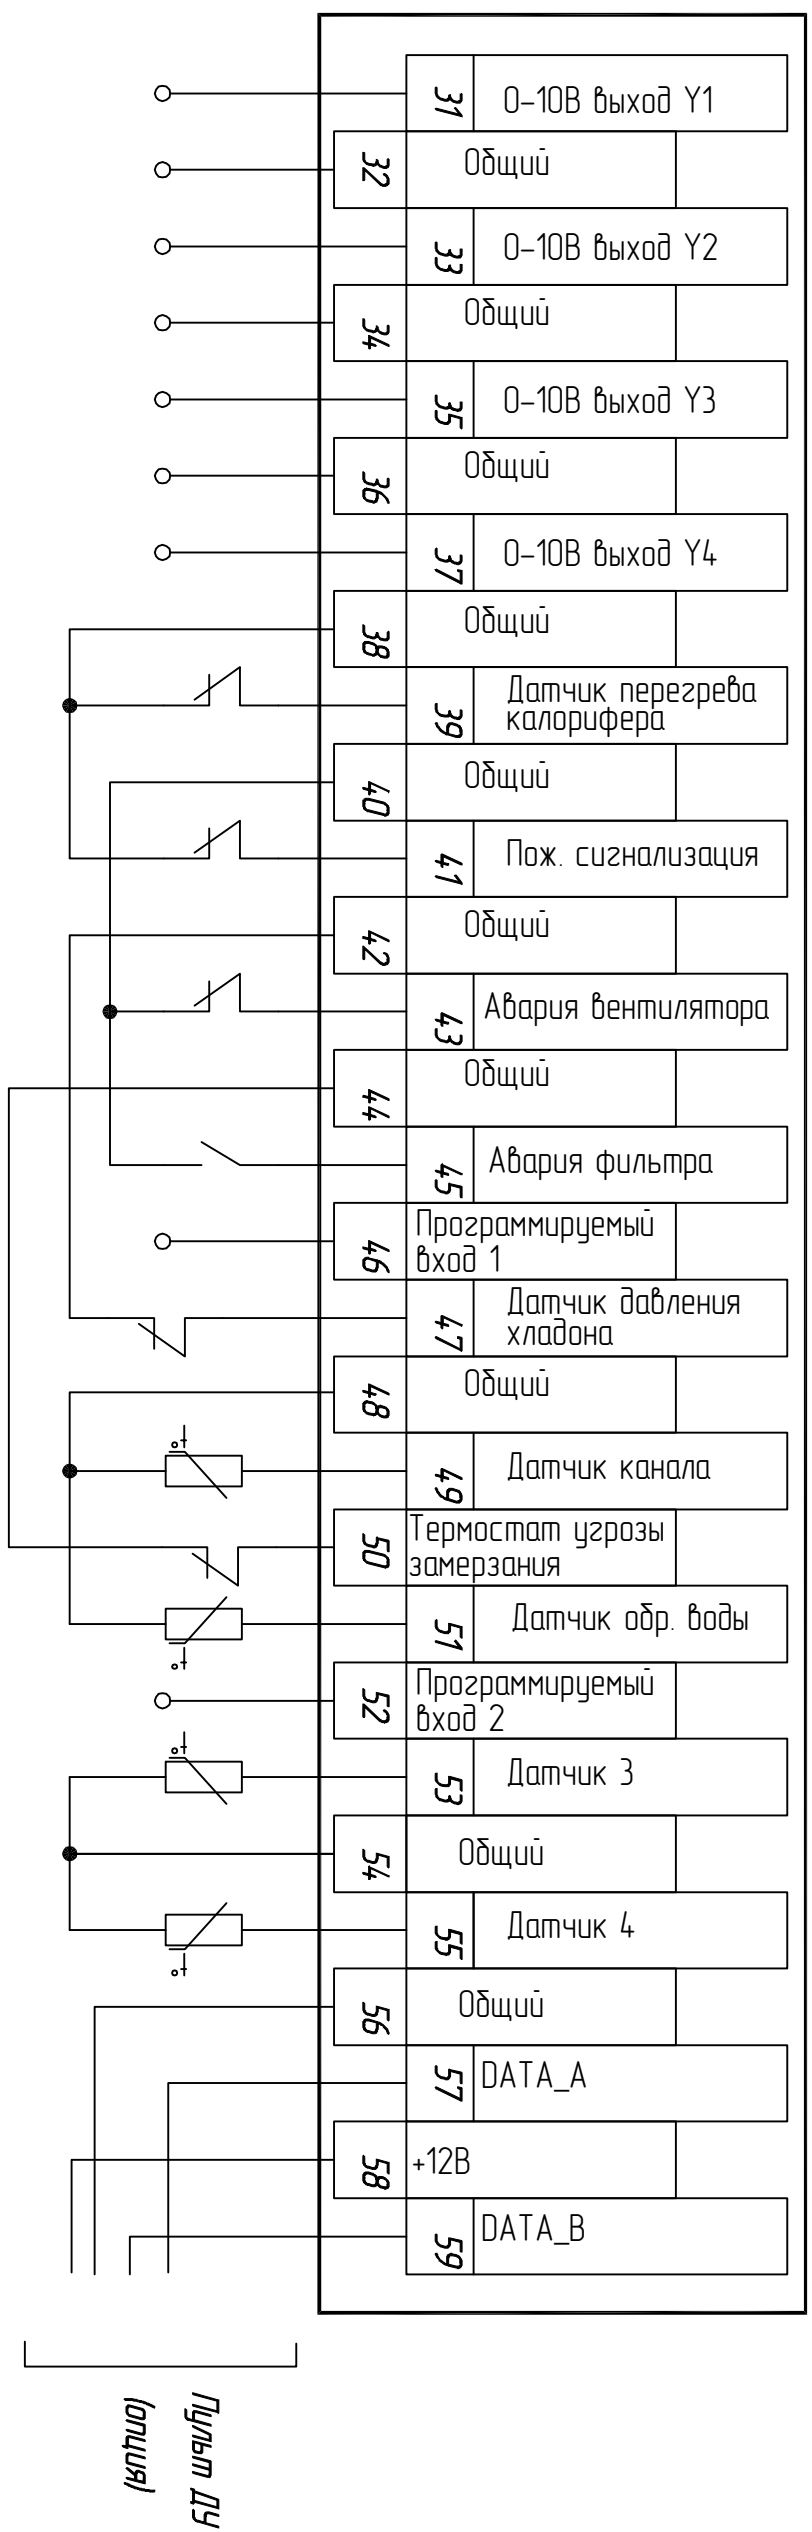 31 0-10В выход Y1
32 Общий
33 0-10В выход Y2
34 Общий
35 0-10В выход Y3
36 Общий
37 0-10В выход Y4
38 Общий
39 Датчик перегрева
калорифера
40 Общий
41 Пож. сигнализация
42 Общий
43 Авария вентилятора
44 Общий
45 Авария фильтра
46 Программируемый
вход 1
47 Датчик давления
хладона
48 Общий
t°
49 Датчик канала
50 Термостат угрозы
замерзания
51 Датчик обр. воды
t°
52 Программируемый
вход 2
t°
53 Датчик 3
54 Общий
55 Датчик 4
t°
56 Общий
57 DATA_A
58 +12В
59 DATA_B
Пульт ДУ
(опция)